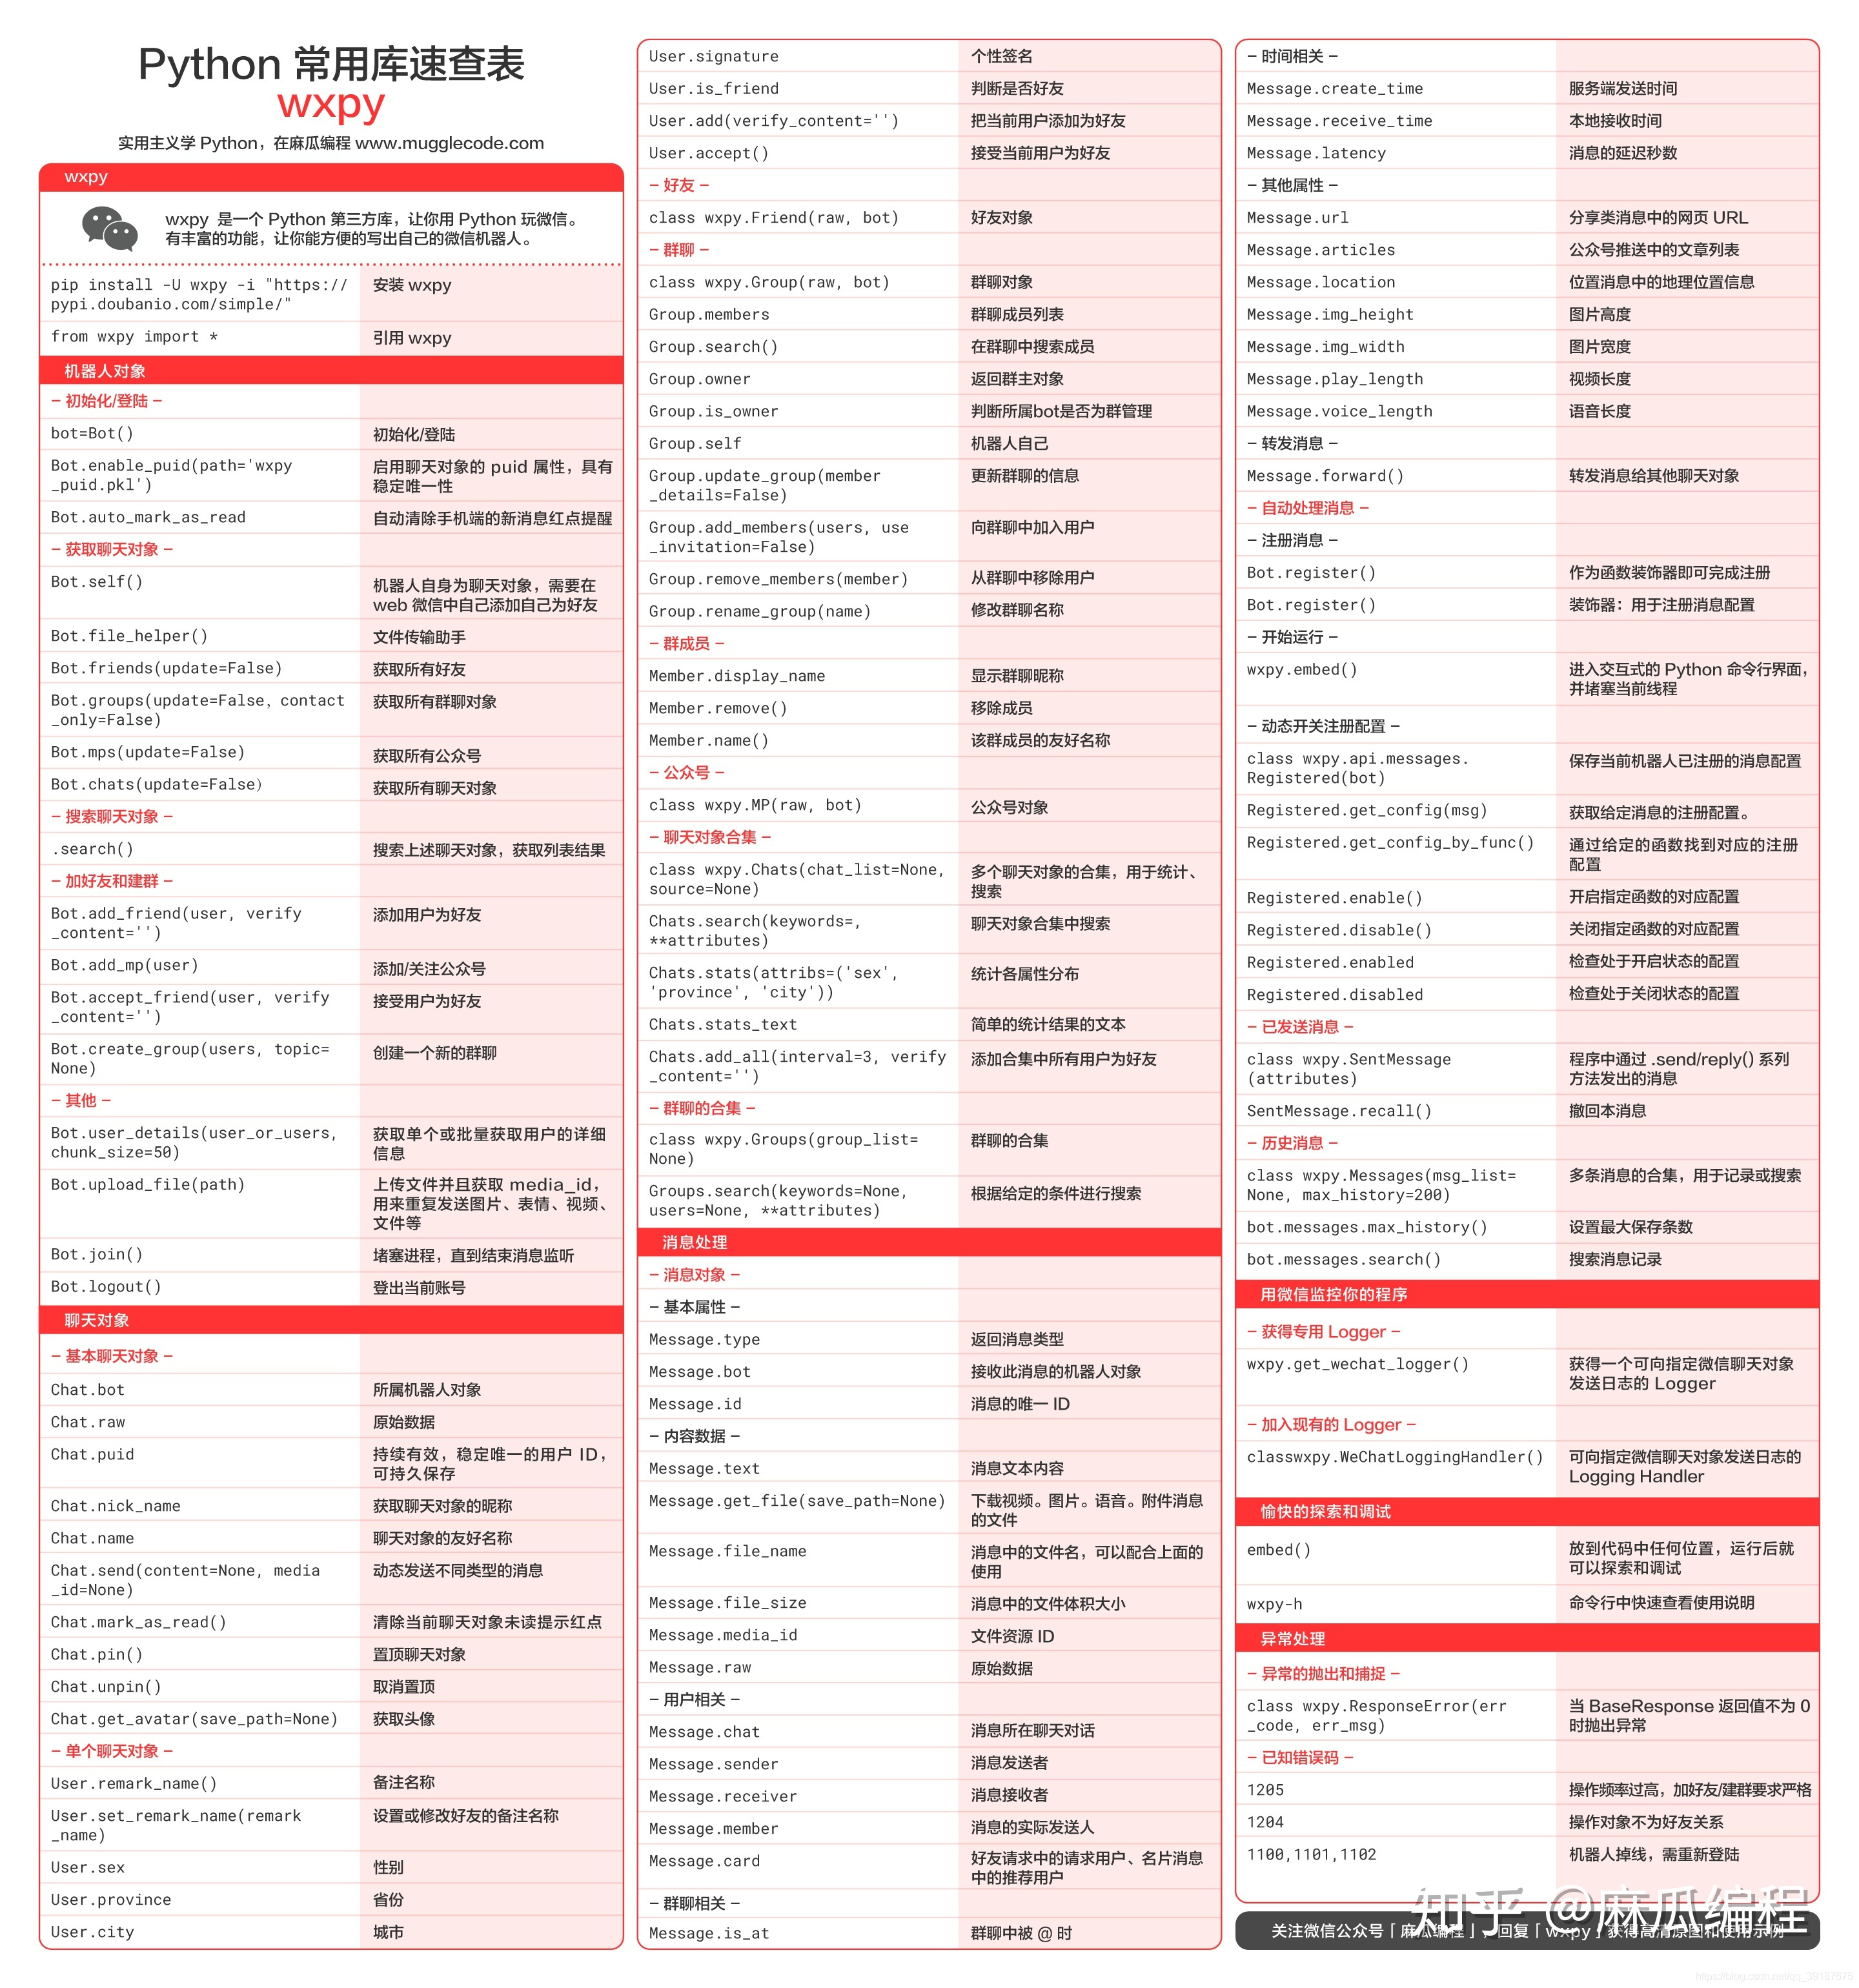 Python 常用库速查表
wxpy
实用主义学 Python，在麻瓜编程 www.mugglecode.com
wxpy
wxpy 是一个 Python 第三方库，让你用 Python 玩微信。
有丰富的功能，让你能方便的写出自己的微信机器人。
pip install -U wxpy -i "https://
pypi.doubanio.com/simple/"
安装 wxpy
from wxpy import *
引用 wxpy
机器人对象
– 初始化/登陆 –
bot=Bot()
初始化/登陆
Bot.enable_puid(path='wxpy
_puid.pkl')
启用聊天对象的 puid 属性，具有
稳定唯一性
Bot.auto_mark_as_read
自动清除手机端的新消息红点提醒
– 获取聊天对象 –
Bot.self()
机器人自身为聊天对象，需要在
web 微信中自己添加自己为好友
Bot.file_helper()
文件传输助手
Bot.friends(update=False)
获取所有好友
Bot.groups(update=False, contact
_only=False)
获取所有群聊对象
Bot.mps(update=False)
获取所有公众号
Bot.chats(update=False)
获取所有聊天对象
– 搜索聊天对象 –
.search()
搜索上述聊天对象，获取列表结果
– 加好友和建群 –
Bot.add_friend(user, verify
_content='')
添加用户为好友
Bot.add_mp(user)
添加/关注公众号
Bot.accept_friend(user, verify
_content='')
接受用户为好友
Bot.create_group(users, topic=
None)
创建一个新的群聊
– 其他 –
Bot.user_details(user_or_users,
chunk_size=50)
获取单个或批量获取用户的详细
信息
Bot.upload_file(path)
上传文件并且获取 media_id，
用来重复发送图片、表情、视频、
文件等
Bot.join()
堵塞进程，直到结束消息监听
Bot.logout()
登出当前账号
聊天对象
– 基本聊天对象 –
Chat.bot
所属机器人对象
Chat.raw
原始数据
Chat.puid
持续有效，稳定唯一的用户 ID，
可持久保存
Chat.nick_name
获取聊天对象的昵称
Chat.name
聊天对象的友好名称
Chat.send(content=None, media
_id=None)
动态发送不同类型的消息
Chat.mark_as_read()
清除当前聊天对象未读提示红点
Chat.pin()
置顶聊天对象
Chat.unpin()
取消置顶
Chat.get_avatar(save_path=None)
获取头像
– 单个聊天对象 –
User.remark_name()
备注名称
User.set_remark_name(remark
_name)
设置或修改好友的备注名称
User.sex
性别
User.province
省份
User.city
城市
User.signature
个性签名
User.is_friend
判断是否好友
User.add(verify_content='')
把当前用户添加为好友
User.accept()
接受当前用户为好友
– 好友 –
class wxpy.Friend(raw, bot)
好友对象
– 群聊 –
class wxpy.Group(raw, bot)
群聊对象
Group.members
群聊成员列表
Group.search()
在群聊中搜索成员
Group.owner
返回群主对象
Group.is_owner
判断所属bot是否为群管理
Group.self
机器人自己
Group.update_group(member
_details=False)
更新群聊的信息
Group.add_members(users, use
_invitation=False)
向群聊中加入用户
Group.remove_members(member)
从群聊中移除用户
Group.rename_group(name)
修改群聊名称
– 群成员 –
Member.display_name
显示群聊昵称
Member.remove()
移除成员
Member.name()
该群成员的友好名称
– 公众号 –
class wxpy.MP(raw, bot)
公众号对象
– 聊天对象合集 –
class wxpy.Chats(chat_list=None,
source=None)
多个聊天对象的合集，用于统计、
搜索
Chats.search(keywords=,
**attributes)
聊天对象合集中搜索
Chats.stats(attribs=('sex',
'province', 'city'))
统计各属性分布
Chats.stats_text
简单的统计结果的文本
Chats.add_all(interval=3, verify
_content='')
添加合集中所有用户为好友
– 群聊的合集 –
class wxpy.Groups(group_list=
None)
群聊的合集
Groups.search(keywords=None,
users=None, **attributes)
根据给定的条件进行搜索
消息处理
– 消息对象 –
– 基本属性 –
Message.type
返回消息类型
Message.bot
接收此消息的机器人对象
Message.id
消息的唯一 ID
– 内容数据 –
Message.text
消息文本内容
Message.get_file(save_path=None)
下载视频。图片。语音。附件消息
的文件
Message.file_name
消息中的文件名，可以配合上面的
使用
Message.file_size
消息中的文件体积大小
Message.media_id
文件资源 ID
Message.raw
原始数据
– 用户相关 –
Message.chat
消息所在聊天对话
Message.sender
消息发送者
Message.receiver
消息接收者
Message.member
消息的实际发送人
Message.card
好友请求中的请求用户、名片消息
中的推荐用户
– 群聊相关 –
Message.is_at
群聊中被 @ 时
– 时间相关 –
Message.create_time
服务端发送时间
Message.receive_time
本地接收时间
Message.latency
消息的延迟秒数
– 其他属性 –
Message.url
分享类消息中的网页 URL
Message.articles
公众号推送中的文章列表
Message.location
位置消息中的地理位置信息
Message.img_height
图片高度
Message.img_width
图片宽度
Message.play_length
视频长度
Message.voice_length
语音长度
– 转发消息 –
Message.forward()
转发消息给其他聊天对象
– 自动处理消息 –
– 注册消息 –
Bot.register()
作为函数装饰器即可完成注册
Bot.register()
装饰器：用于注册消息配置
– 开始运行 –
wxpy.embed()
进入交互式的 Python 命令行界面，
并堵塞当前线程
– 动态开关注册配置 –
class wxpy.api.messages.
Registered(bot)
保存当前机器人已注册的消息配置
Registered.get_config(msg)
获取给定消息的注册配置。
Registered.get_config_by_func()
通过给定的函数找到对应的注册
配置
Registered.enable()
开启指定函数的对应配置
Registered.disable()
关闭指定函数的对应配置
Registered.enabled
检查处于开启状态的配置
Registered.disabled
检查处于关闭状态的配置
– 已发送消息 –
class wxpy.SentMessage
(attributes)
程序中通过 .send/reply() 系列
方法发出的消息
SentMessage.recall()
撤回本消息
– 历史消息 –
class wxpy.Messages(msg_list=
None, max_history=200)
多条消息的合集，用于记录或搜索
bot.messages.max_history()
设置最大保存条数
bot.messages.search()
搜索消息记录
用微信监控你的程序
– 获得专用 Logger –
wxpy.get_wechat_logger()
获得一个可向指定微信聊天对象
发送日志的 Logger
– 加入现有的 Logger –
classwxpy.WeChatLoggingHandler()
可向指定微信聊天对象发送日志的
Logging Handler
愉快的探索和调试
embed()
放到代码中任何位置，运行后就
可以探索和调试
wxpy-h
命令行中快速查看使用说明
异常处理
– 异常的抛出和捕捉 –
class wxpy.ResponseError(err
_code, err_msg)
当 BaseResponse 返回值不为 0
时抛出异常
– 已知错误码 –
1205
操作频率过高，加好友/建群要求严格
1204
操作对象不为好友关系
1100,1101,1102
机器人掉线，需重新登陆
知乎 @麻瓜编程
关注微信公众号「麻瓜编程」，回复「wxpy」获得高清原图和使用示例
https://blog.csdn.net/qq_39187675